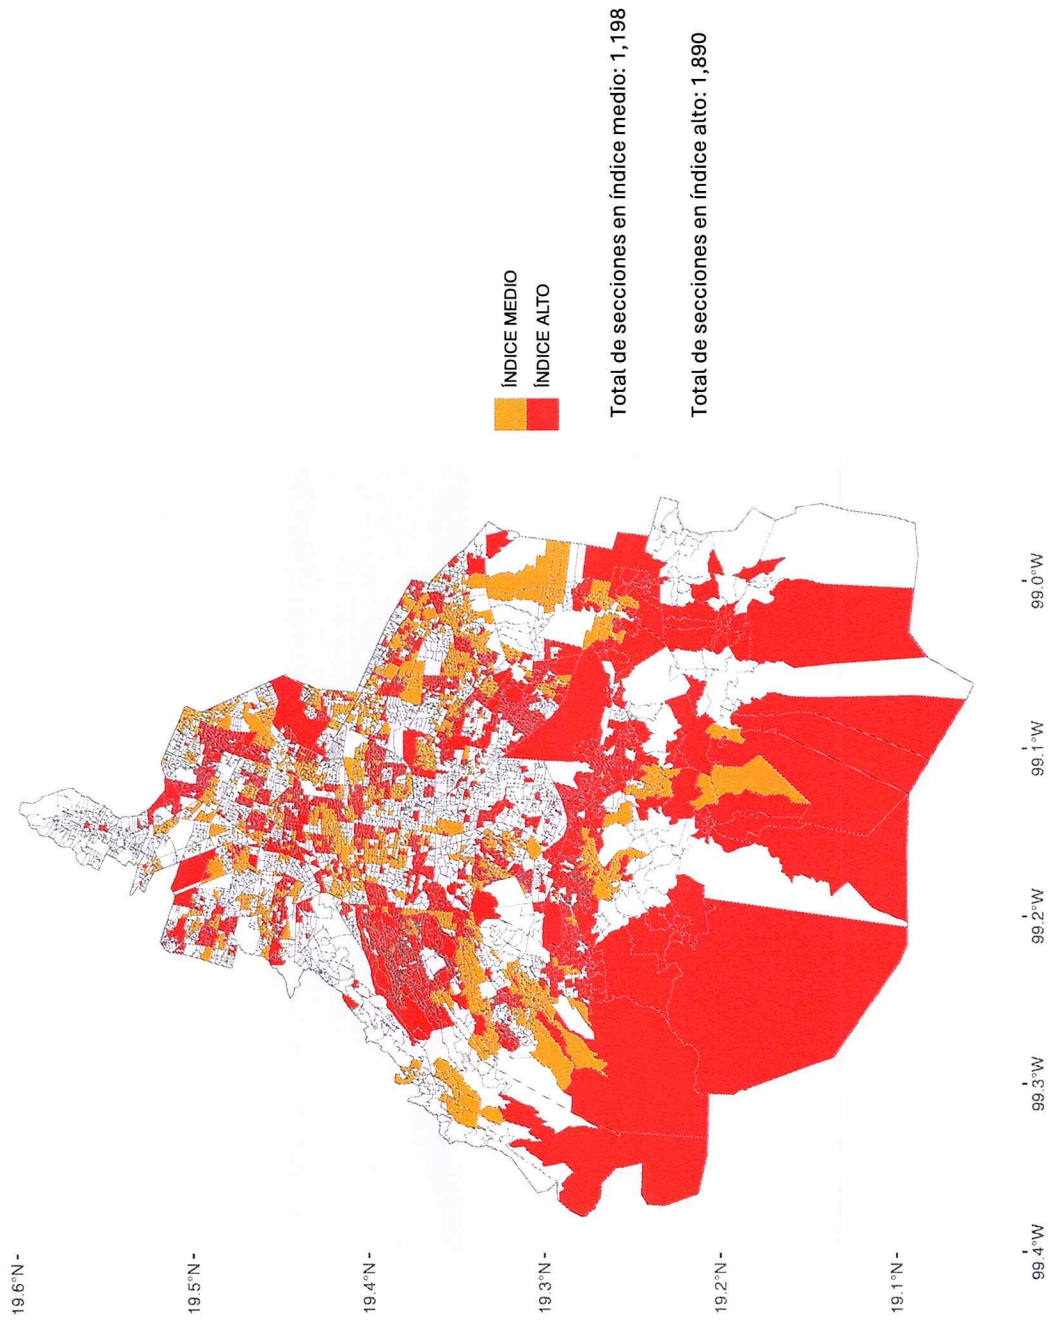 19.6°N
19.5°N
19.4°N
19.3°N
19.2°N
19.1°N
99.4°W
99.3°W
99.2°W
99.1°W
99.0°W
ÍNDICE MEDIO
ÍNDICE ALTO
Total de secciones en índice medio: 1,198
Total de secciones en índice alto: 1,890